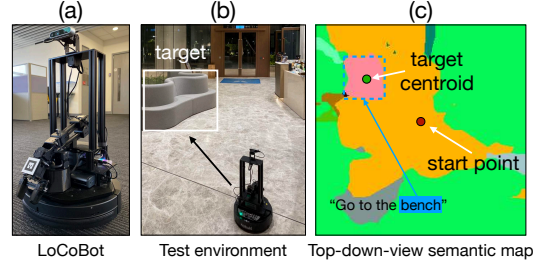 (a)
(b)
(c)
target
target
centroid
start point
“Go to the bench”
LoCoBot
Test environment
Top-down-view semantic map